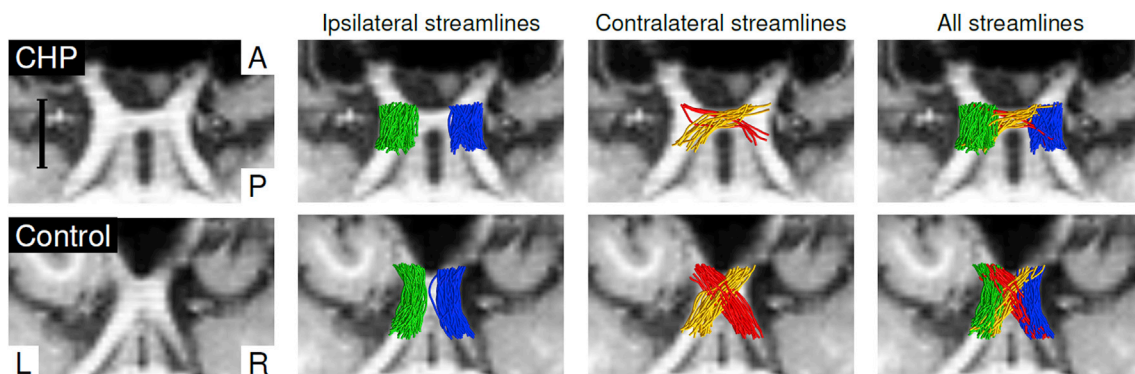 Ipsilateral streamlines
Contralateral streamlines
All streamlines
CHP
A
P
Control
L
R